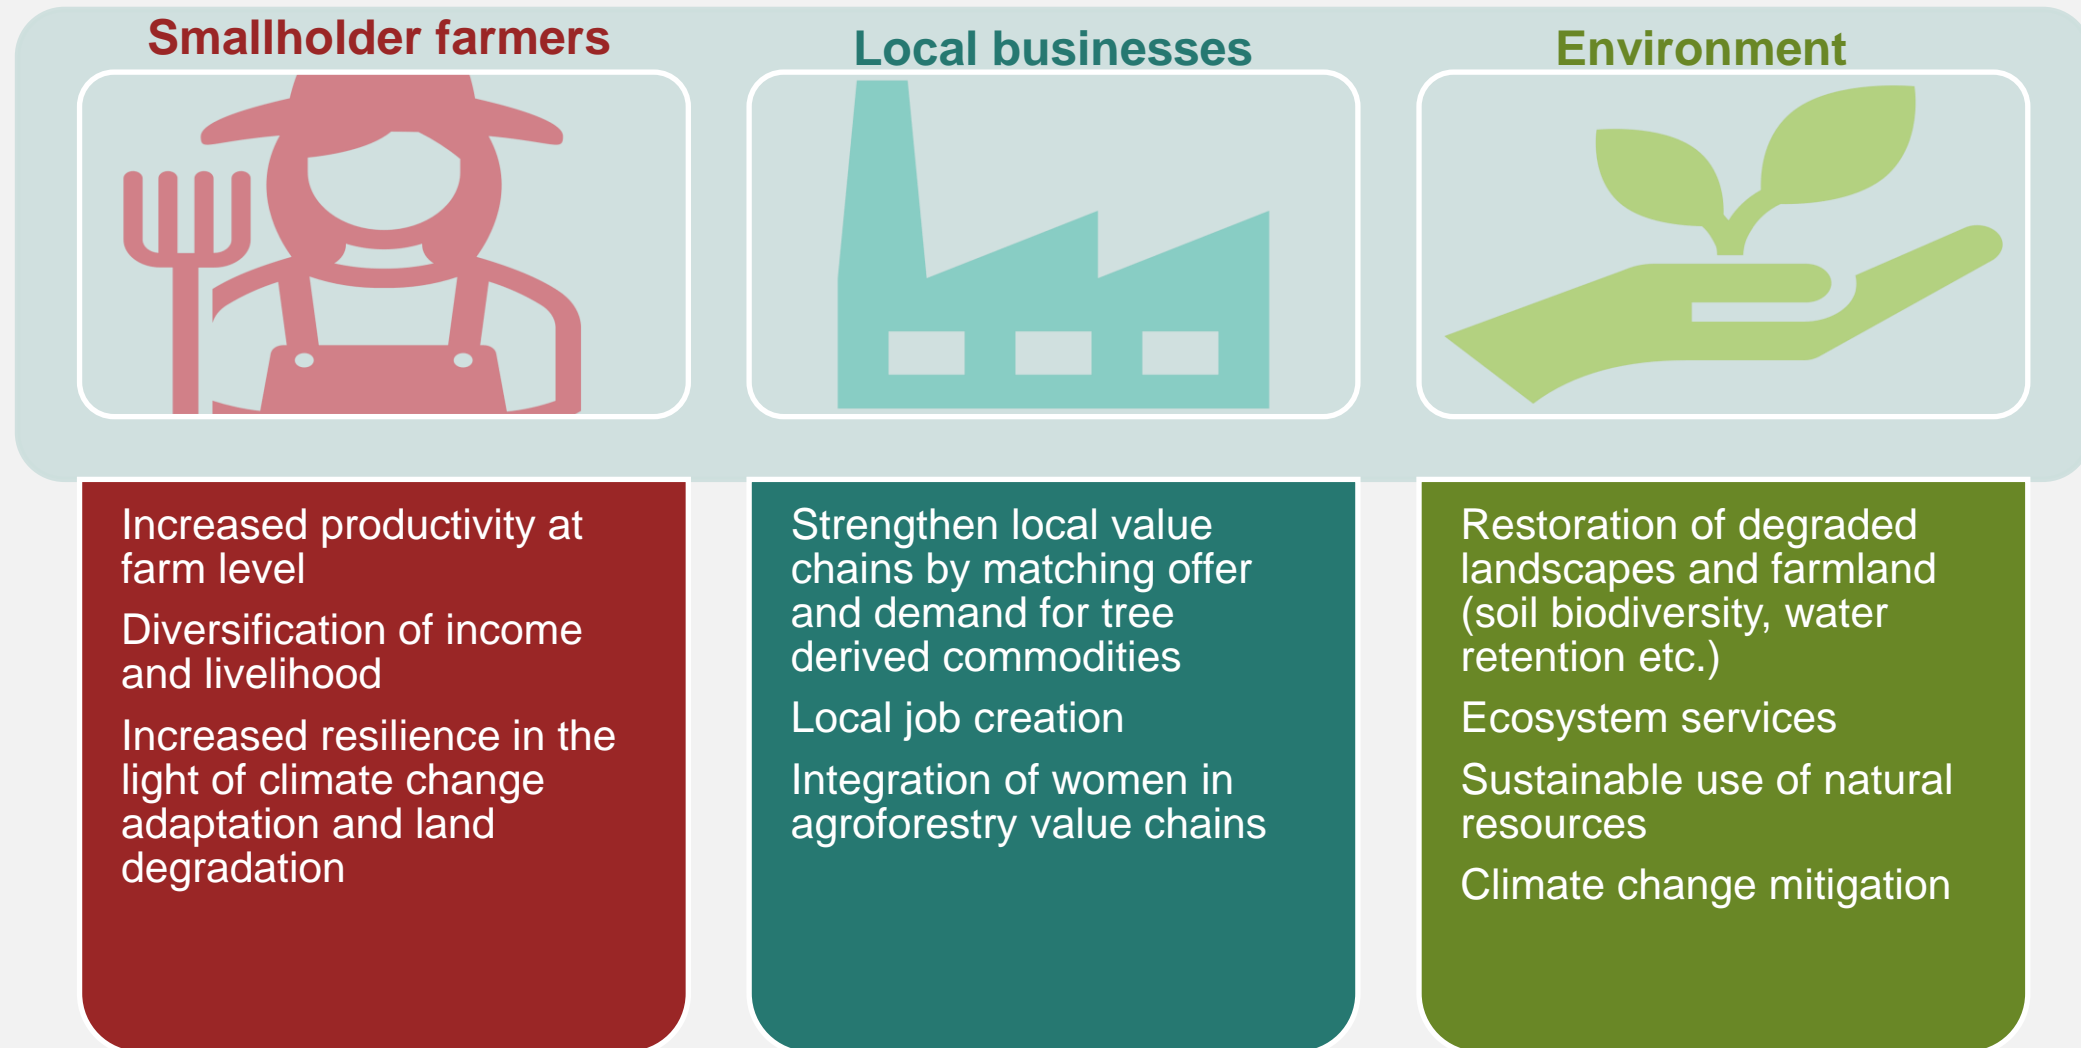 Smallholder farmers
Local businesses
Environment
Increased productivity at
farm level
Diversification of income
and livelihood
Increased resilience in the
light of climate change
adaptation and land
degradation
Strengthen local value
chains by matching offer
and demand for tree
derived commodities
Local job creation
Integration of women in
agroforestry value chains
Restoration of degraded
landscapes and farmland
(soil biodiversity, water
retention etc.)
Ecosystem services
Sustainable use of natural
resources
Climate change mitigation